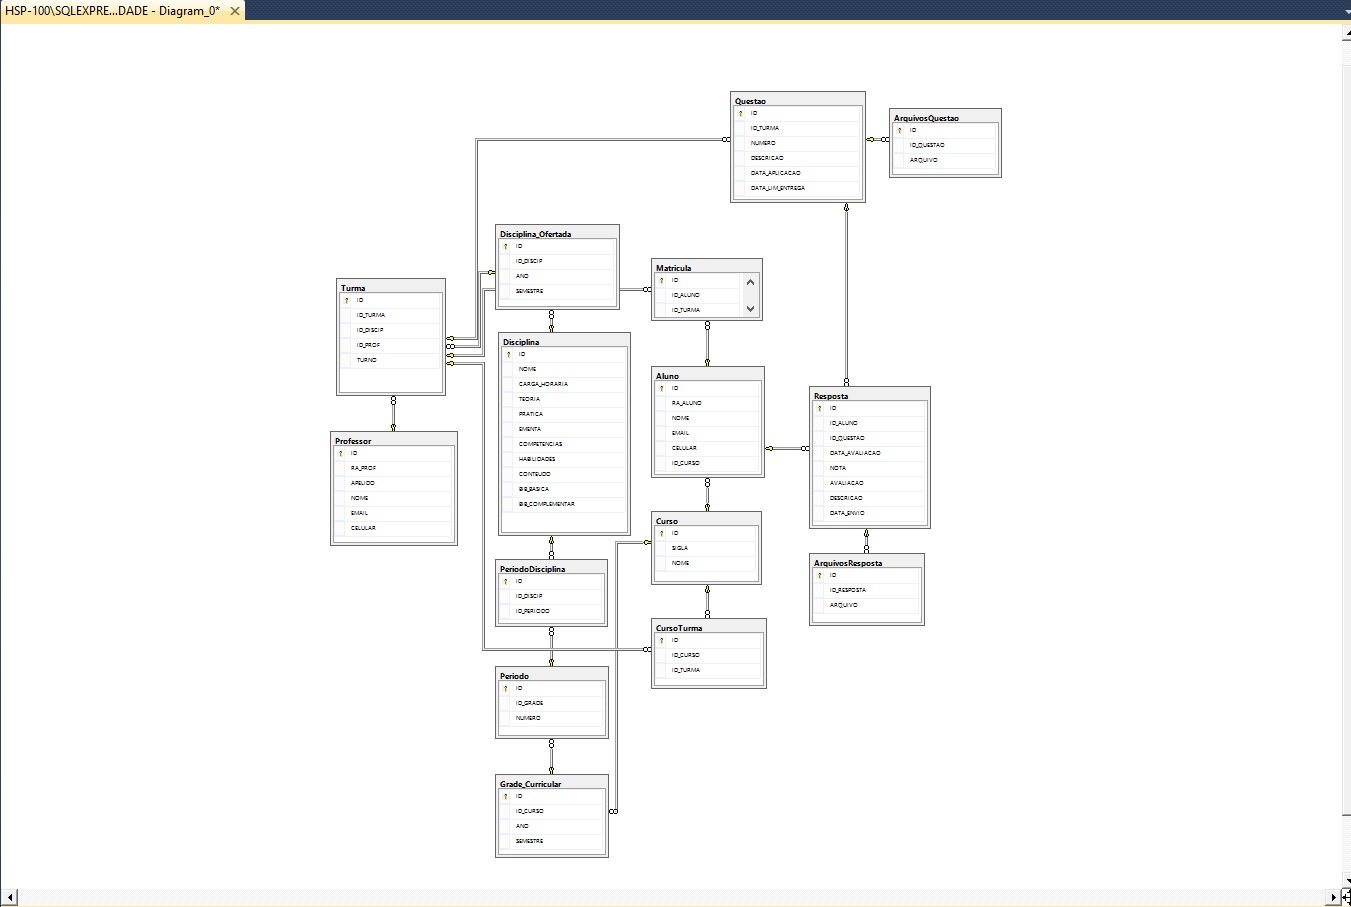 HSP-100\SQLEXPRE...DADE - Diagram_0*
Questao
ID
ID_TURMA
NUMERO
DESCRICAO
DATA_APLICACAO
DATA_LIM_ENTREGA
ArquivosQuestao
ID
ID_QUESTAO
ARQUIVO
Disciplina_Ofertada
ID
ID_DISCIP
ANO
SEMESTRE
Matricula
ID
ID_ALUNO
ID_TURMA
Turma
ID
ID_TURMA
ID_DISCIP
ID_PROF
TURNO
Disciplina
ID
NOME
CARGA_HORARIA
TEORIA
PRATICA
EMENTA
COMPETENCIAS
HABILIDADES
CONTEUDO
BIB_BASICA
BIB_COMPLEMENTAR
Aluno
ID
RA_ALUNO
NOME
EMAIL
CELULAR
ID_CURSO
Resposta
ID
ID_ALUNO
ID_QUESTAO
DATA_AVALIACAO
NOTA
AVALIACAO
DESCRICAO
DATA_ENVIO
Professor
ID
RA_PROF
APELIDO
NOME
EMAIL
CELULAR
Curso
ID
SIGLA
NOME
PeriodoDisciplina
ID
ID_DISCIP
ID_PERIODO
ArquivosResposta
ID
ID_RESPOSTA
ARQUIVO
CursoTurma
ID
ID_CURSO
ID_TURMA
Periodo
ID
ID_GRADE
NUMERO
Grade_Curricular
ID
ID_CURSO
ANO
SEMESTRE